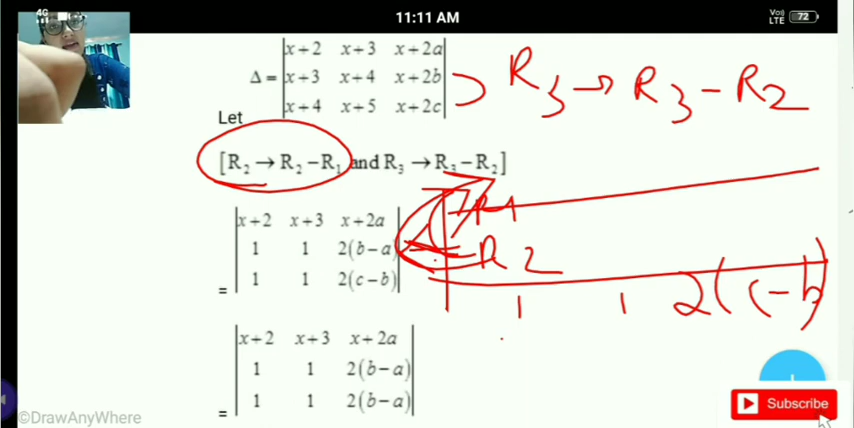 4G 11:11 AM Vo) LTE 72
x+2 x+3 x+2a
Δ = x+3 x+4 x+2b
x+4 x+5 x+2c
Let
R₃ → R₃ − R₂
[R₂ → R₂ − R₁ and R₃ → R₃ − R₂]
x+2 x+3 x+2a
1 1 2(b−a)
1 1 2(c−b)
=
R1
R2
1 1 2(c−b)
x+2 x+3 x+2a
1 1 2(b−a)
1 1 2(b−a)
=
©DrawAnyWhere
Subscribe